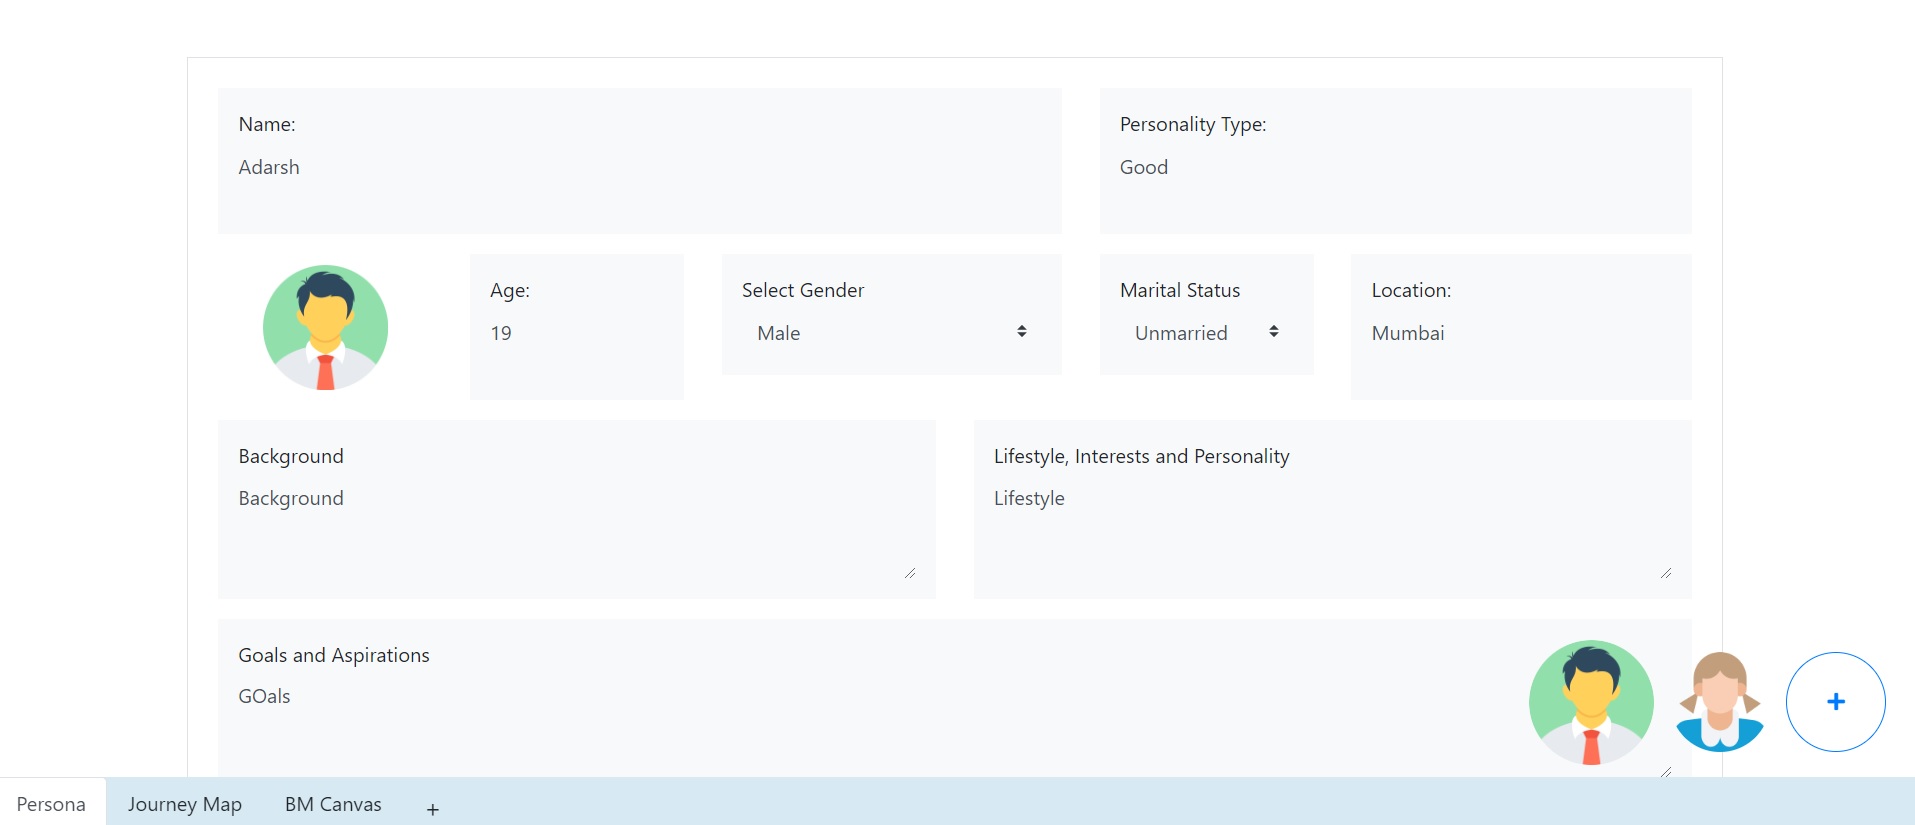 Name:
Adarsh
Personality Type:
Good
Age:
19
Select Gender
Male
Marital Status
Unmarried
Location:
Mumbai
Background
Background
Lifestyle, Interests and Personality
Lifestyle
Goals and Aspirations
GOals
+
Persona
Journey Map
BM Canvas
+